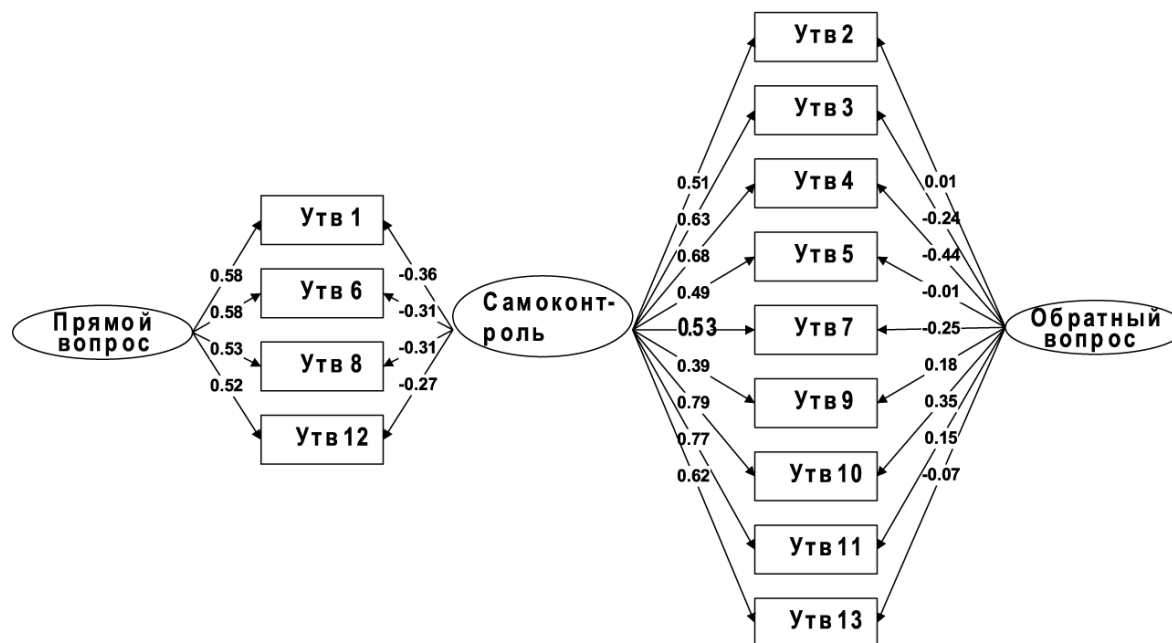 Утв 2
Утв 3
Утв 4
Утв 5
Утв 7
Утв 9
Утв 10
Утв 11
Утв 13
0.51
0.63
0.68
0.49
0.53
0.39
0.79
0.77
0.62
0.01
-0.24
-0.44
-0.01
-0.25
0.18
0.35
0.15
-0.07
Утв 1
Утв 6
Утв 8
Утв 12
0.58
0.58
0.53
0.52
-0.36
-0.31
-0.31
-0.27
Прямой
вопрос
Самоконт-
роль
Обратный
вопрос